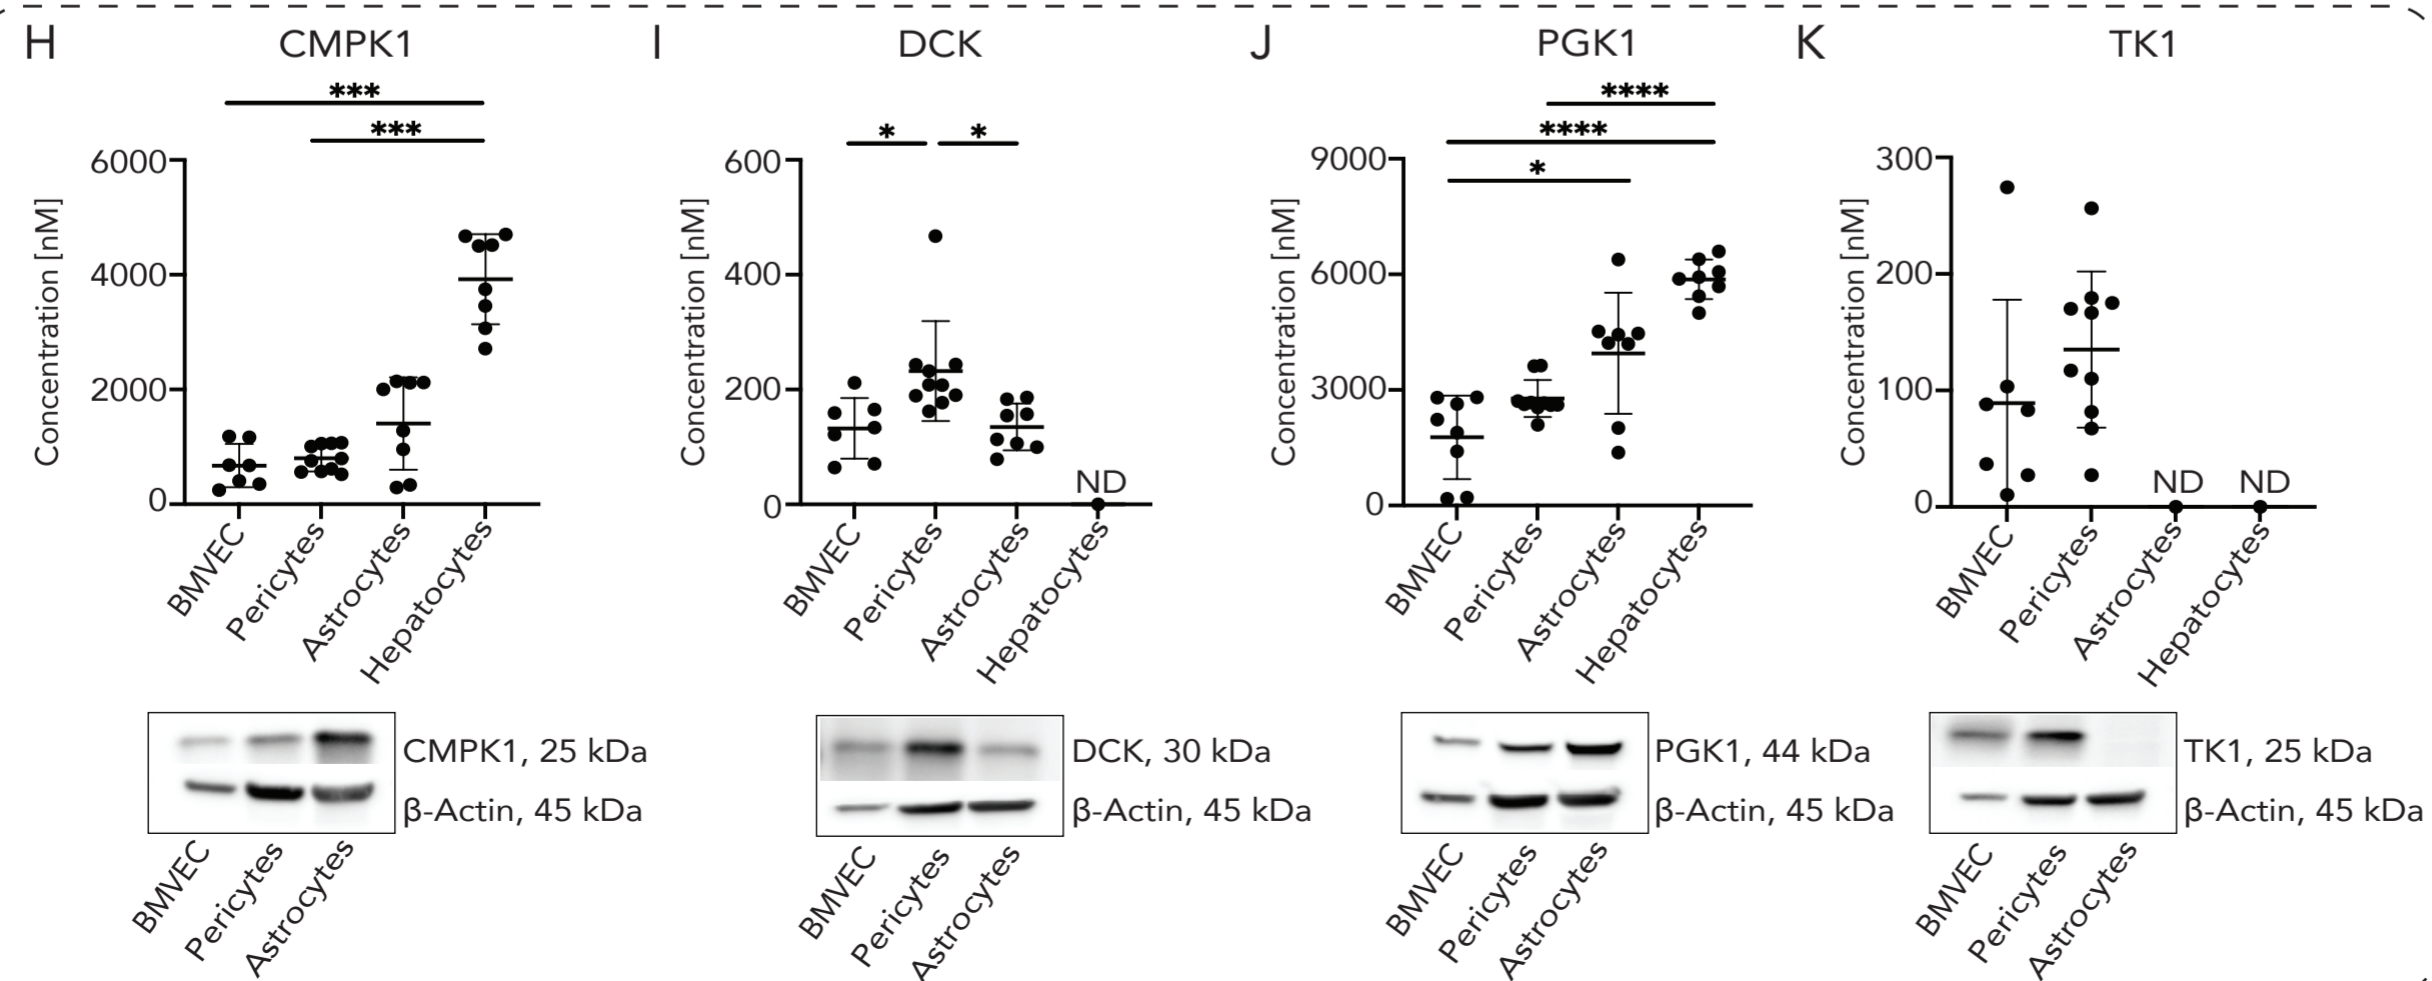 H CMPK1
***
***
Concentration [nM]
6000
4000
2000
0
BMVEC
Pericytes
Astrocytes
Hepatocytes
CMPK1, 25 kDa
β-Actin, 45 kDa
BMVEC
Pericytes
Astrocytes
I DCK
* *
Concentration [nM]
600
400
200
0
ND
BMVEC
Pericytes
Astrocytes
Hepatocytes
DCK, 30 kDa
β-Actin, 45 kDa
BMVEC
Pericytes
Astrocytes
J PGK1
****
****
*
Concentration [nM]
9000
6000
3000
0
BMVEC
Pericytes
Astrocytes
Hepatocytes
PGK1, 44 kDa
β-Actin, 45 kDa
BMVEC
Pericytes
Astrocytes
K TK1
Concentration [nM]
300
200
100
0
ND ND
BMVEC
Pericytes
Astrocytes
Hepatocytes
TK1, 25 kDa
β-Actin, 45 kDa
BMVEC
Pericytes
Astrocytes